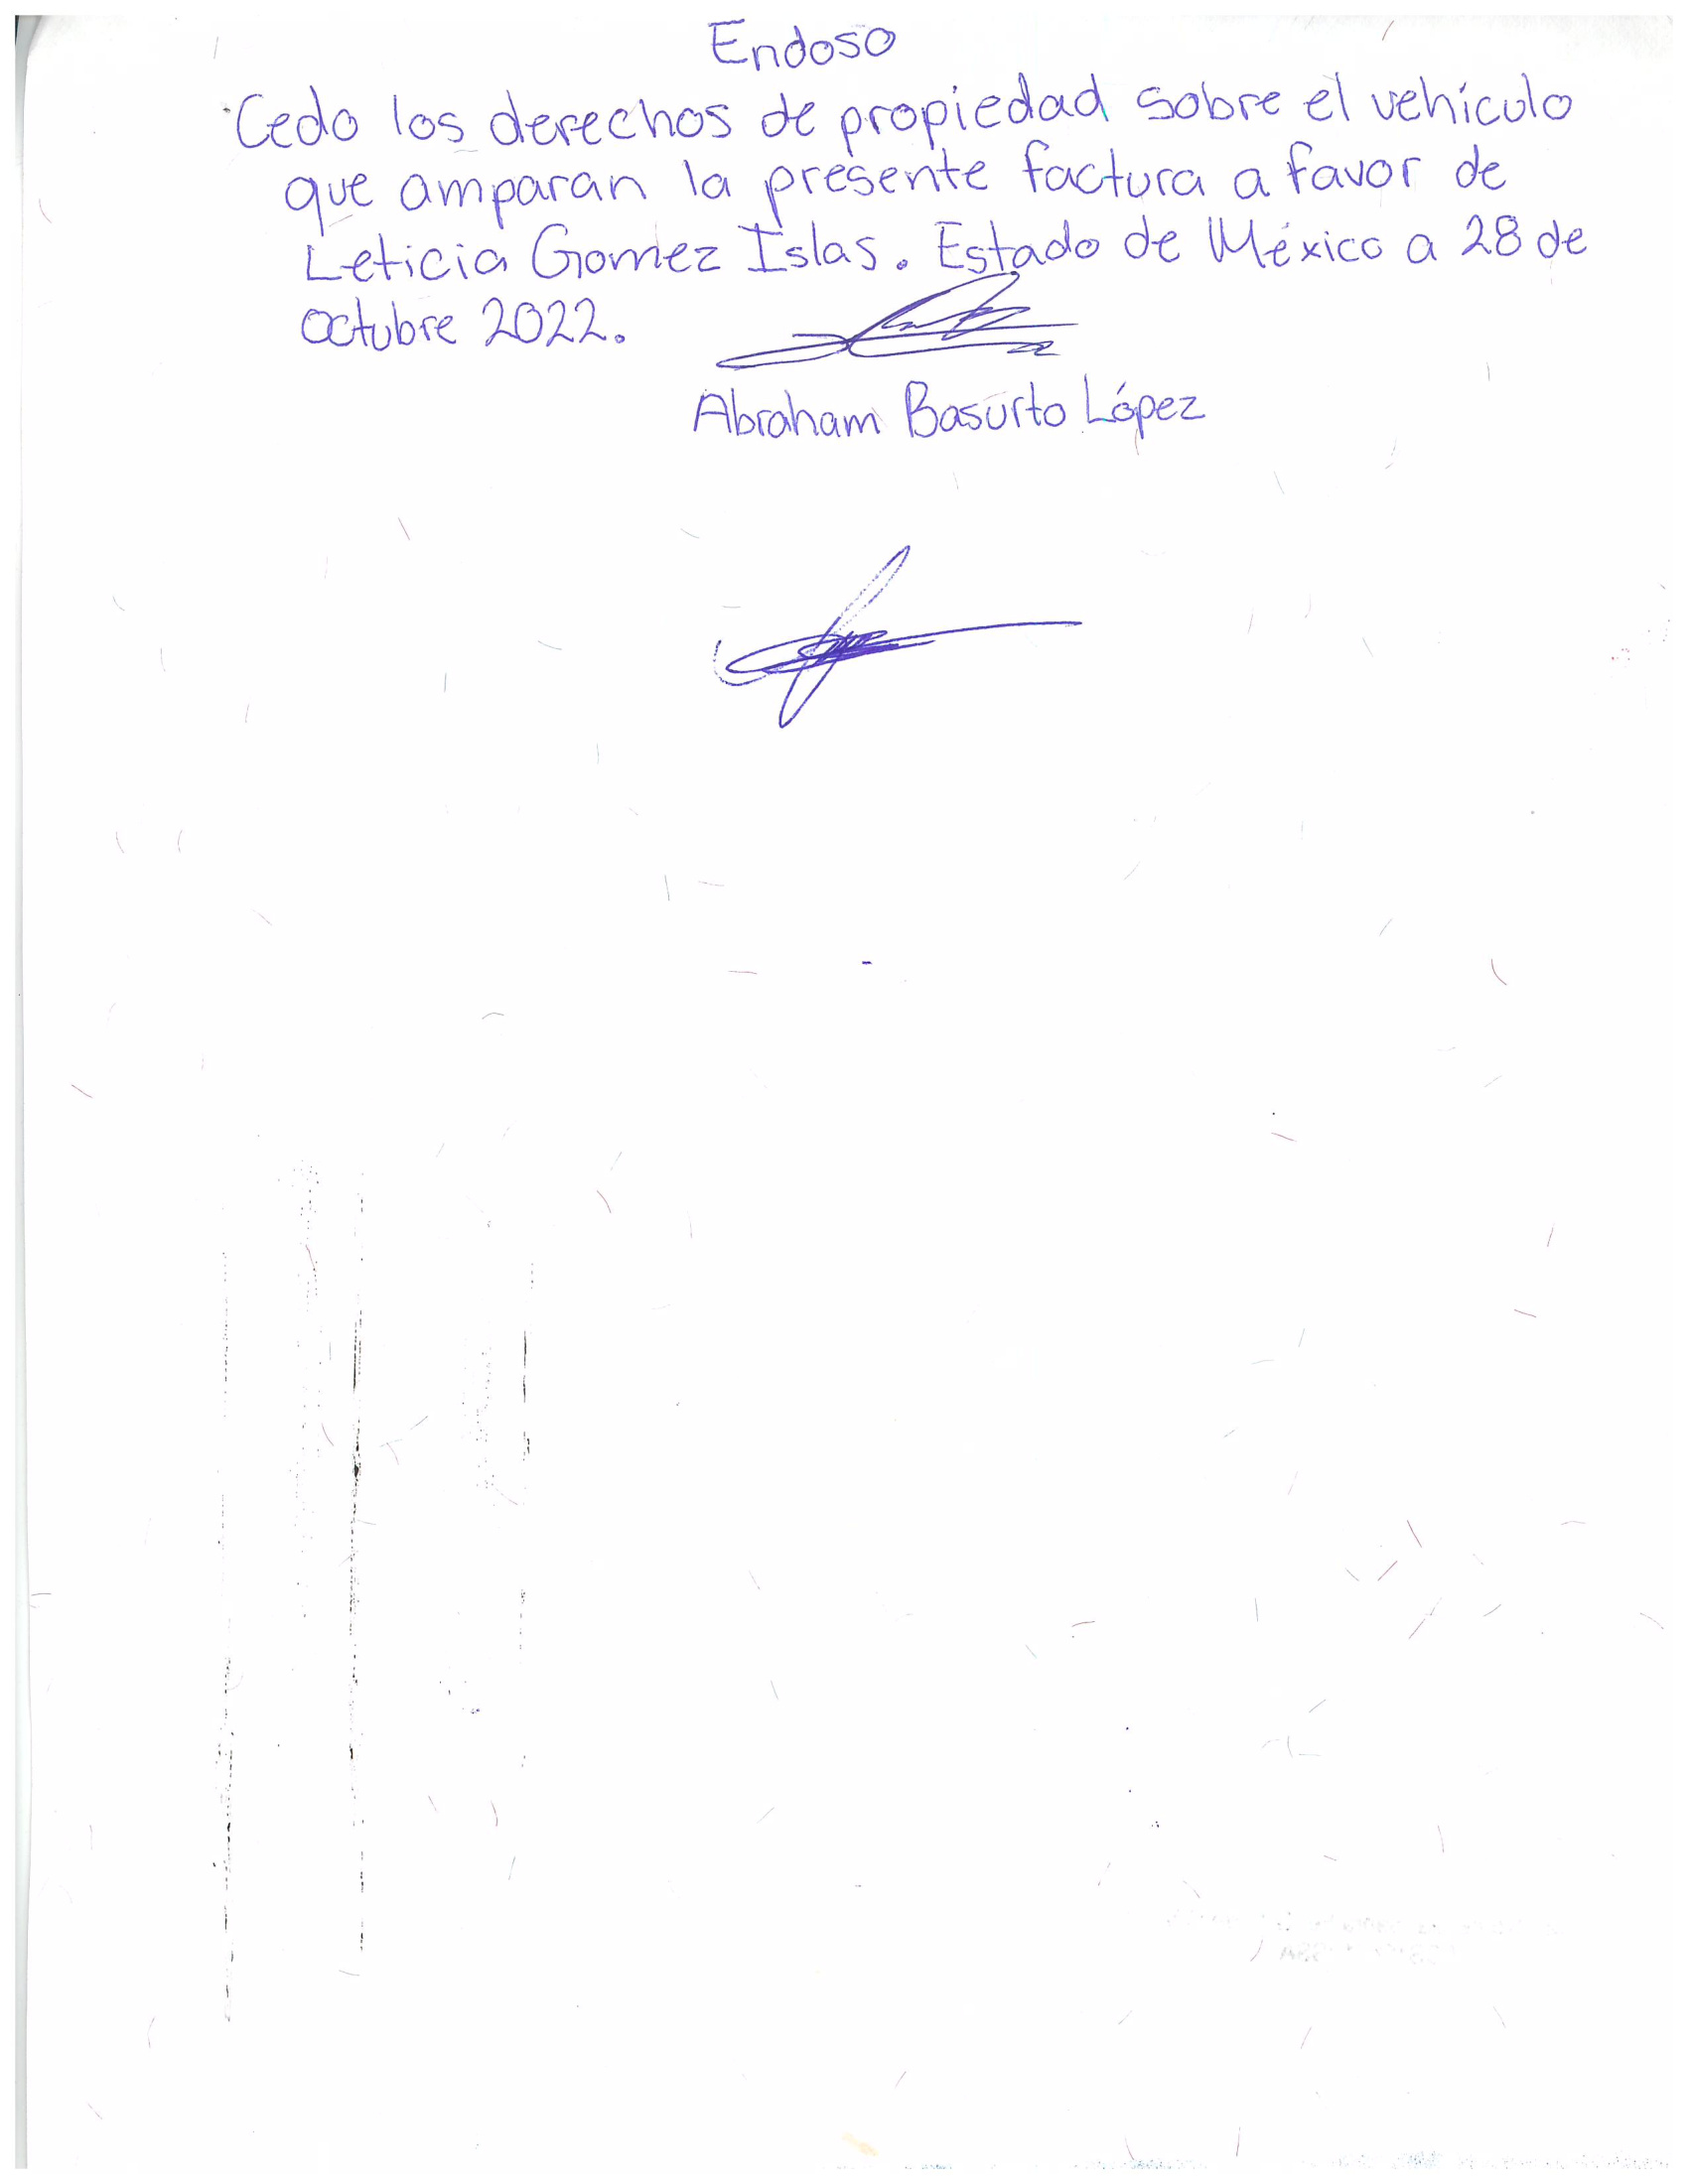 Endoso
Cedo los derechos de propiedad sobre el vehículo
que amparan la presente factura a favor de
Leticia Gomez Islas. Estado de México a 28 de
octubre 2022.
Abraham Basurto López